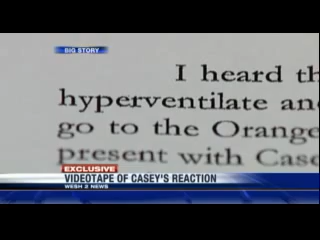 BIG STORY
I heard th
hyperventilate and
go to the Orange
present with Case
EXCLUSIVE
VIDEOTAPE OF CASEY'S REACTION
WESH 2 NEWS